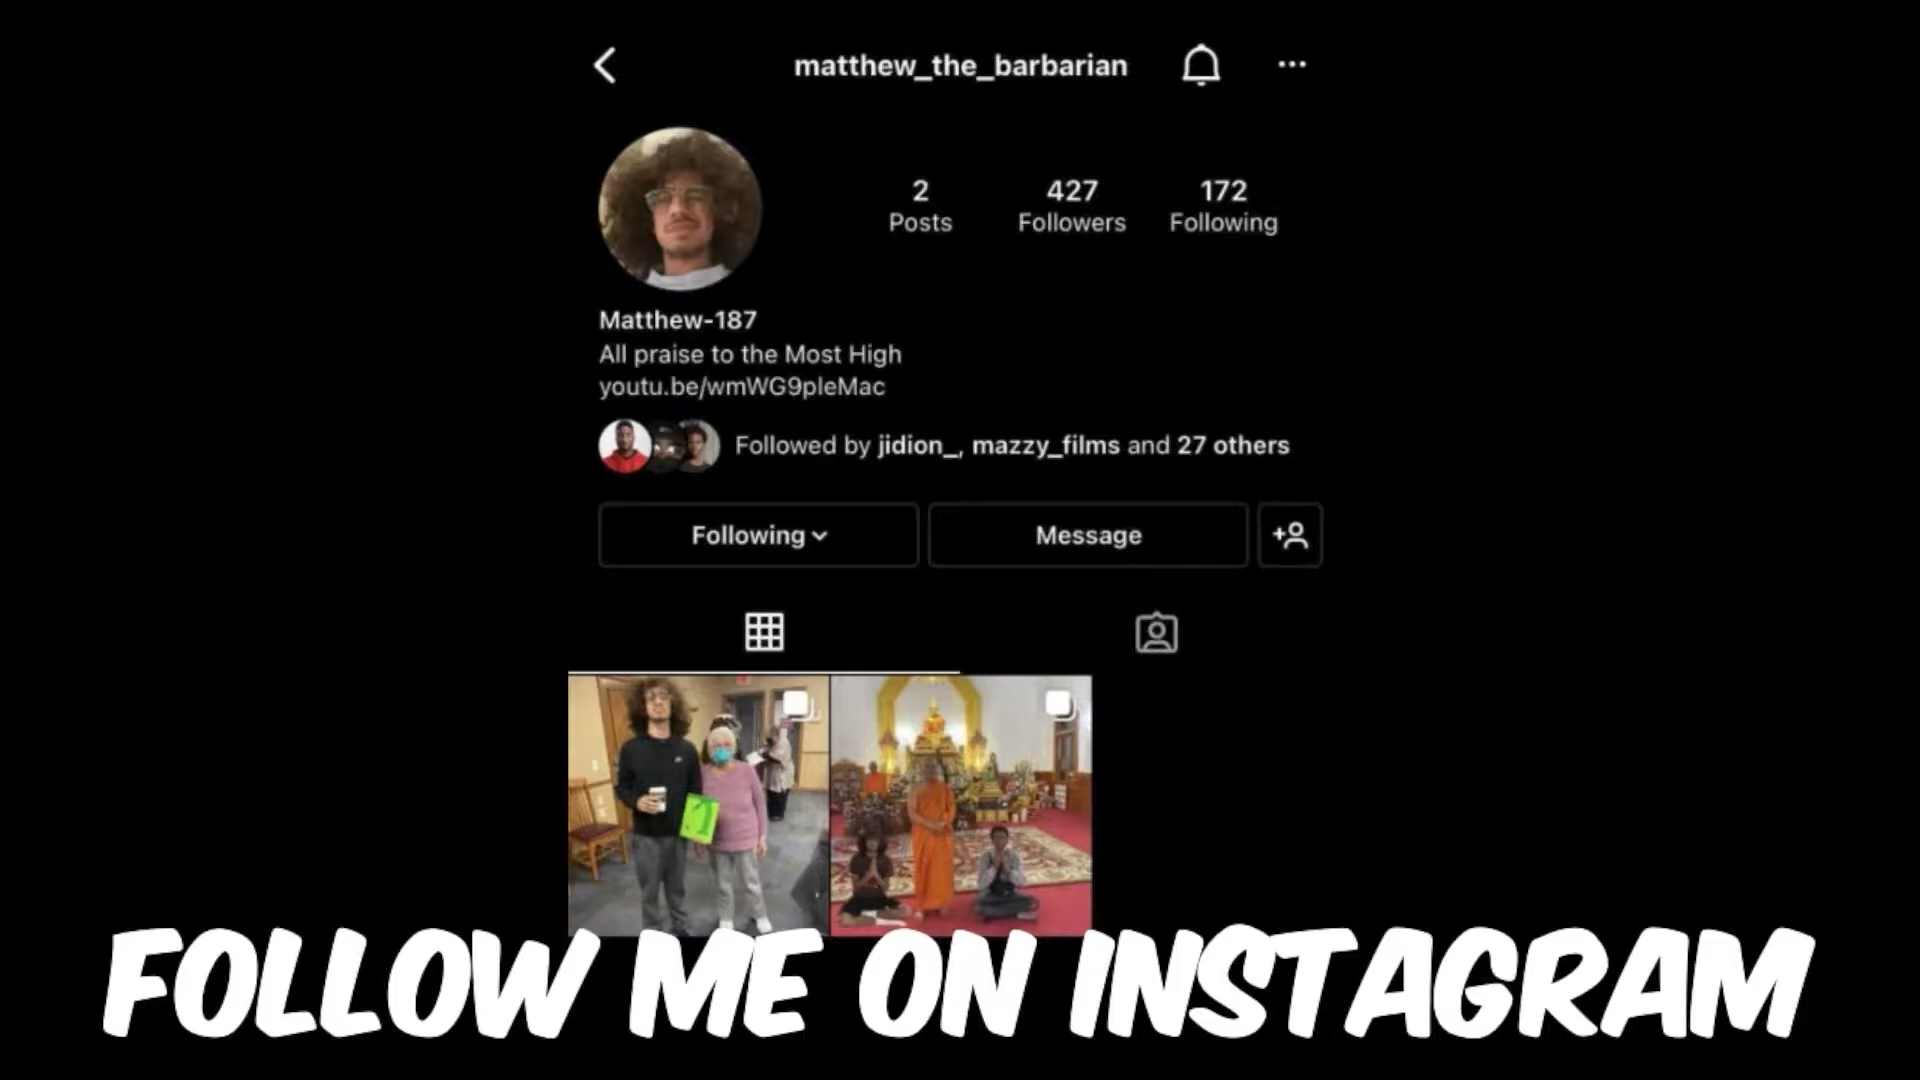 matthew_the_barbarian
2 427 172
Posts Followers Following
Matthew-187
All praise to the Most High
youtu.be/wmWG9pleMac
Followed by jidion_, mazzy_films and 27 others
Following Message
FOLLOW ME ON INSTAGRAM